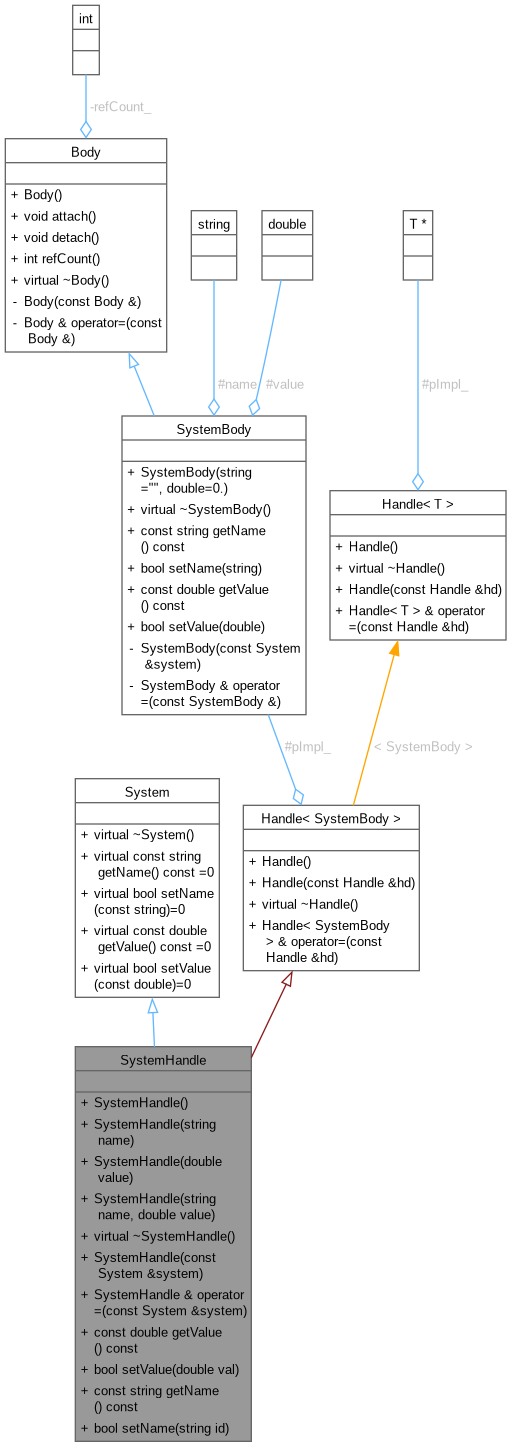 int
-refCount_
Body
+ Body()
+ void attach()
+ void detach()
+ int refCount()
+ virtual ~Body()
- Body(const Body &)
- Body & operator=(const
Body &)
string
double
T *
#name
#value
#pImpl_
SystemBody
+ SystemBody(string
="", double=0.)
+ virtual ~SystemBody()
+ const string getName
() const
+ bool setName(string)
+ const double getValue
() const
+ bool setValue(double)
- SystemBody(const System
&system)
- SystemBody & operator
=(const SystemBody &)
Handle< T >
+ Handle()
+ virtual ~Handle()
+ Handle(const Handle &hd)
+ Handle< T > & operator
=(const Handle &hd)
#pImpl_
< SystemBody >
System
+ virtual ~System()
+ virtual const string
getName() const =0
+ virtual bool setName
(const string)=0
+ virtual const double
getValue() const =0
+ virtual bool setValue
(const double)=0
Handle< SystemBody >
+ Handle()
+ Handle(const Handle &hd)
+ virtual ~Handle()
+ Handle< SystemBody
> & operator=(const
Handle &hd)
SystemHandle
+ SystemHandle()
+ SystemHandle(string
name)
+ SystemHandle(double
value)
+ SystemHandle(string
name, double value)
+ virtual ~SystemHandle()
+ SystemHandle(const
System &system)
+ SystemHandle & operator
=(const System &system)
+ const double getValue
() const
+ bool setValue(double val)
+ const string getName
() const
+ bool setName(string id)